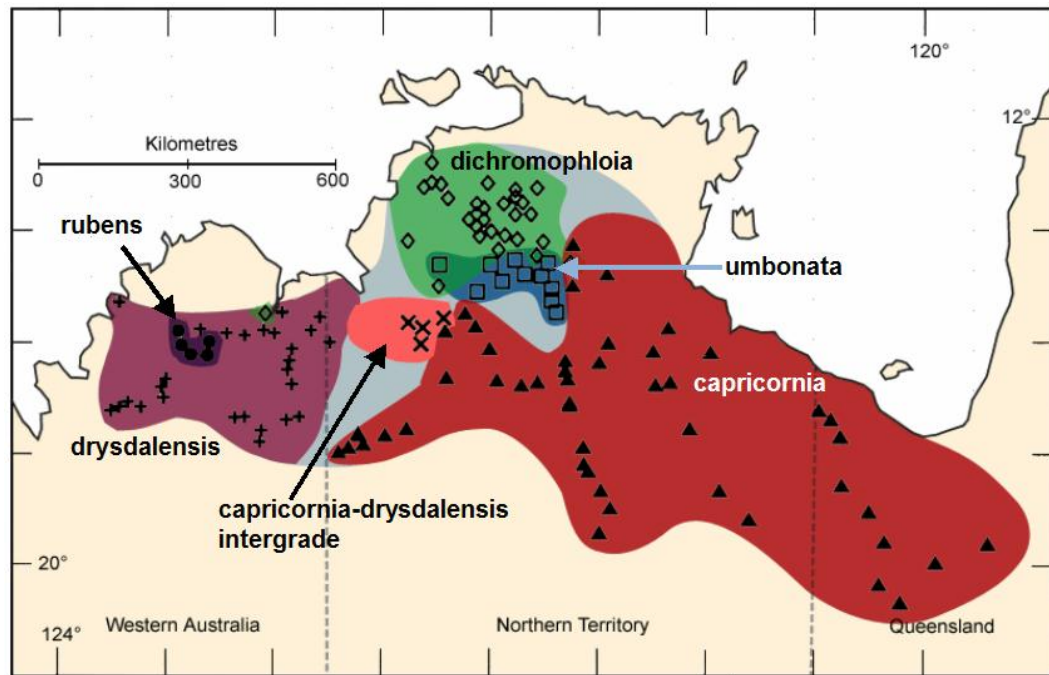 120°
12°
Kilometres
0 300 600
dichromophloia
rubens
umbonata
capricornia
drysdalensis
capricornia-drysdalensis
intergrade
20°
124°
Western Australia
Northern Territory
Queensland